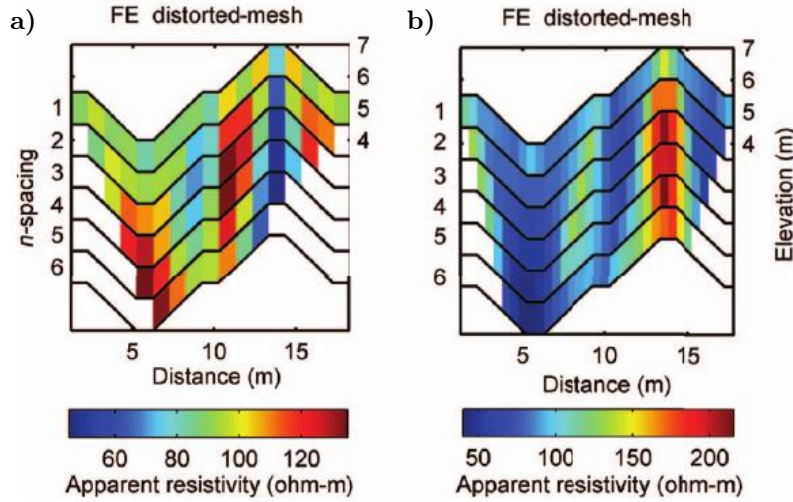 a)
FE distorted-mesh
n-spacing
1
2
3
4
5
6
7
6
5
4
5 10 15
Distance (m)
60 80 100 120
Apparent resistivity (ohm-m)
b)
FE distorted-mesh
1
2
3
4
5
6
7
6
5
4
Elevation (m)
5 10 15
Distance (m)
50 100 150 200
Apparent resistivity (ohm-m)